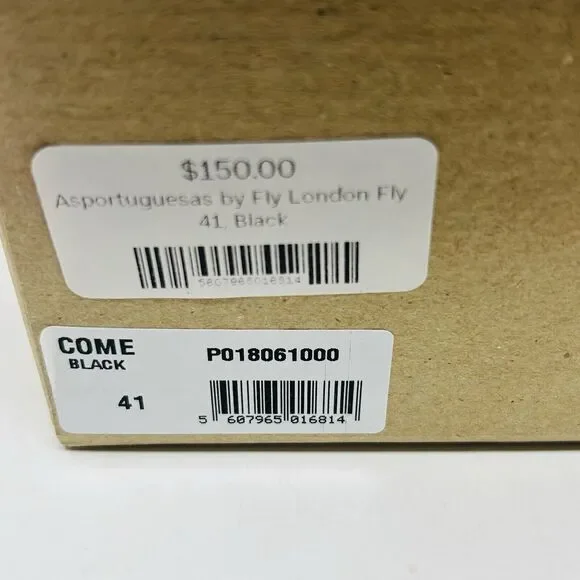 $150.00
Asportuguesas by Fly London Fly
41, Black
5607965016814
COME
BLACK
P018061000
41
5 607965 016814